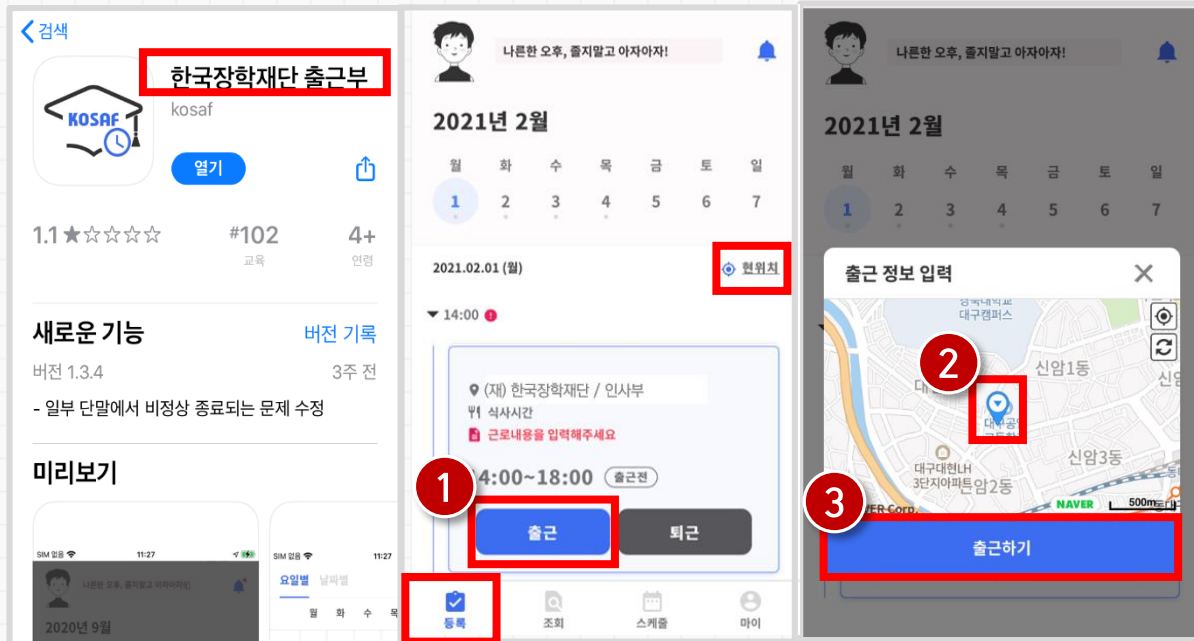 검색
한국장학재단 출근부
kosaf
KOSAF
열기
1.1 ★☆☆☆☆
#102
교육
4+
연령
새로운 기능
버전 기록
버전 1.3.4
3주 전
- 일부 단말에서 비정상 종료되는 문제 수정
미리보기
SIM 없음
11:27
나른한 오후, 졸지말고 아자아자!
2020년 9월
SIM 없음
11:27
요일별 날짜별
월 화 수 목
나른한 오후, 졸지말고 아자아자!
2021년 2월
월 화 수 목 금 토 일
1 2 3 4 5 6 7
2021.02.01 (월)
현위치
14:00
(재) 한국장학재단 / 인사부
식사시간
근로내용을 입력해주세요
1
4:00~18:00 출근전
출근
퇴근
등록
조회
스케줄
마이
나른한 오후, 졸지말고 아자아자!
2021년 2월
월 화 수 목 금 토 일
1 2 3 4 5 6 7
출근 정보 입력
대구캠퍼스
2
신암1동
대구대현LH
3단지아파트
신암2동
신암3동
3
NAVER
500m
ER Corp.
출근하기